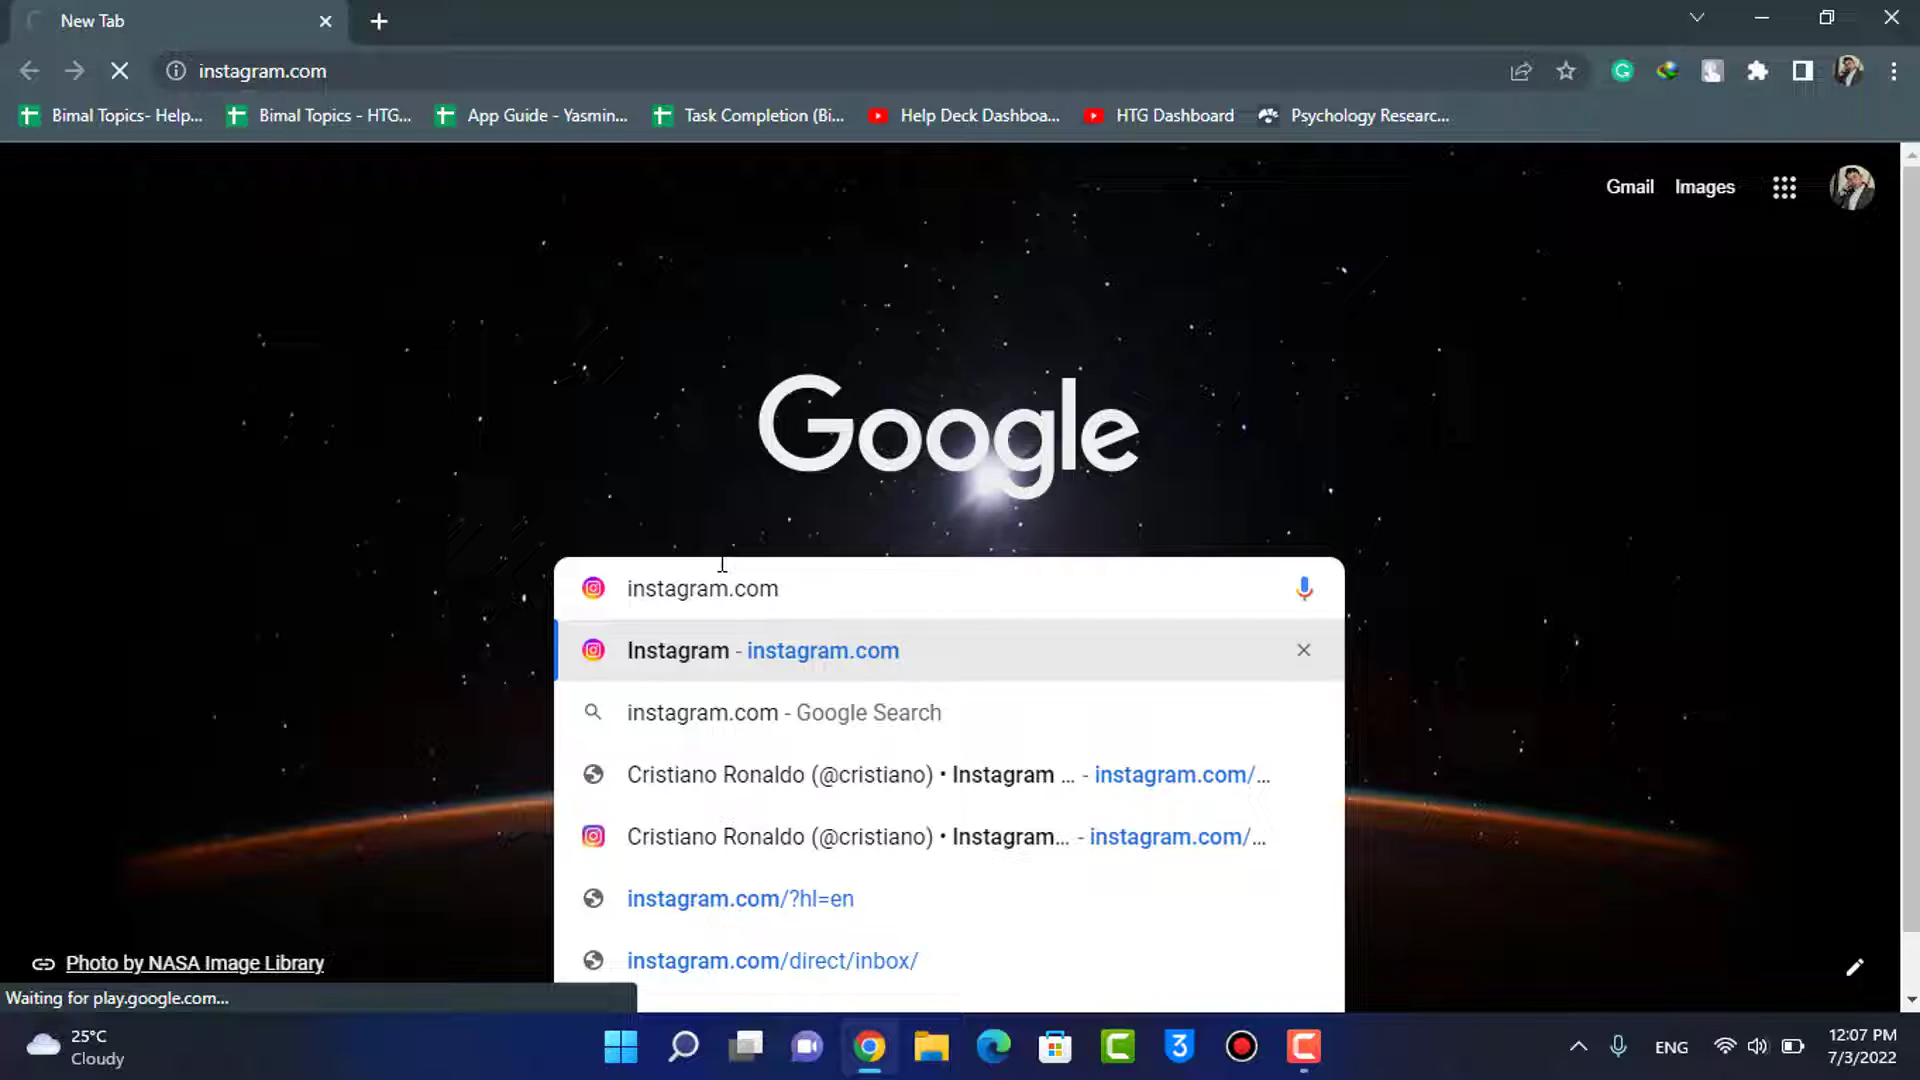 New Tab
instagram.com
Bimal Topics- Help...
Bimal Topics - HTG...
App Guide - Yasmin...
Task Completion (Bi...
Help Deck Dashboa...
HTG Dashboard
Psychology Researc...
Gmail
Images
Google
instagram.com
Instagram - instagram.com
instagram.com - Google Search
Cristiano Ronaldo (@cristiano) • Instagram ... - instagram.com/...
Cristiano Ronaldo (@cristiano) • Instagram... - instagram.com/...
instagram.com/?hl=en
instagram.com/direct/inbox/
Photo by NASA Image Library
Waiting for play.google.com...
25°C
Cloudy
ENG
12:07 PM
7/3/2022